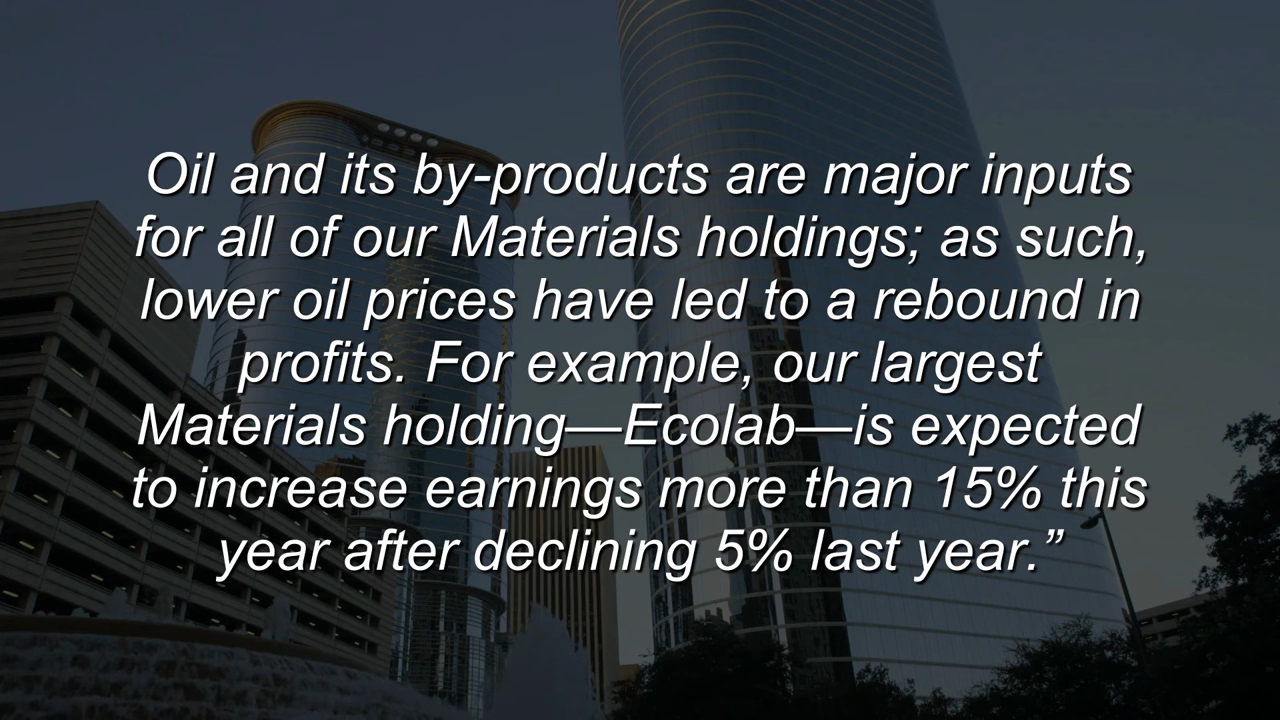 Oil and its by-products are major inputs
for all of our Materials holdings; as such,
lower oil prices have led to a rebound in
profits. For example, our largest
Materials holding—Ecolab—is expected
to increase earnings more than 15% this
year after declining 5% last year.”